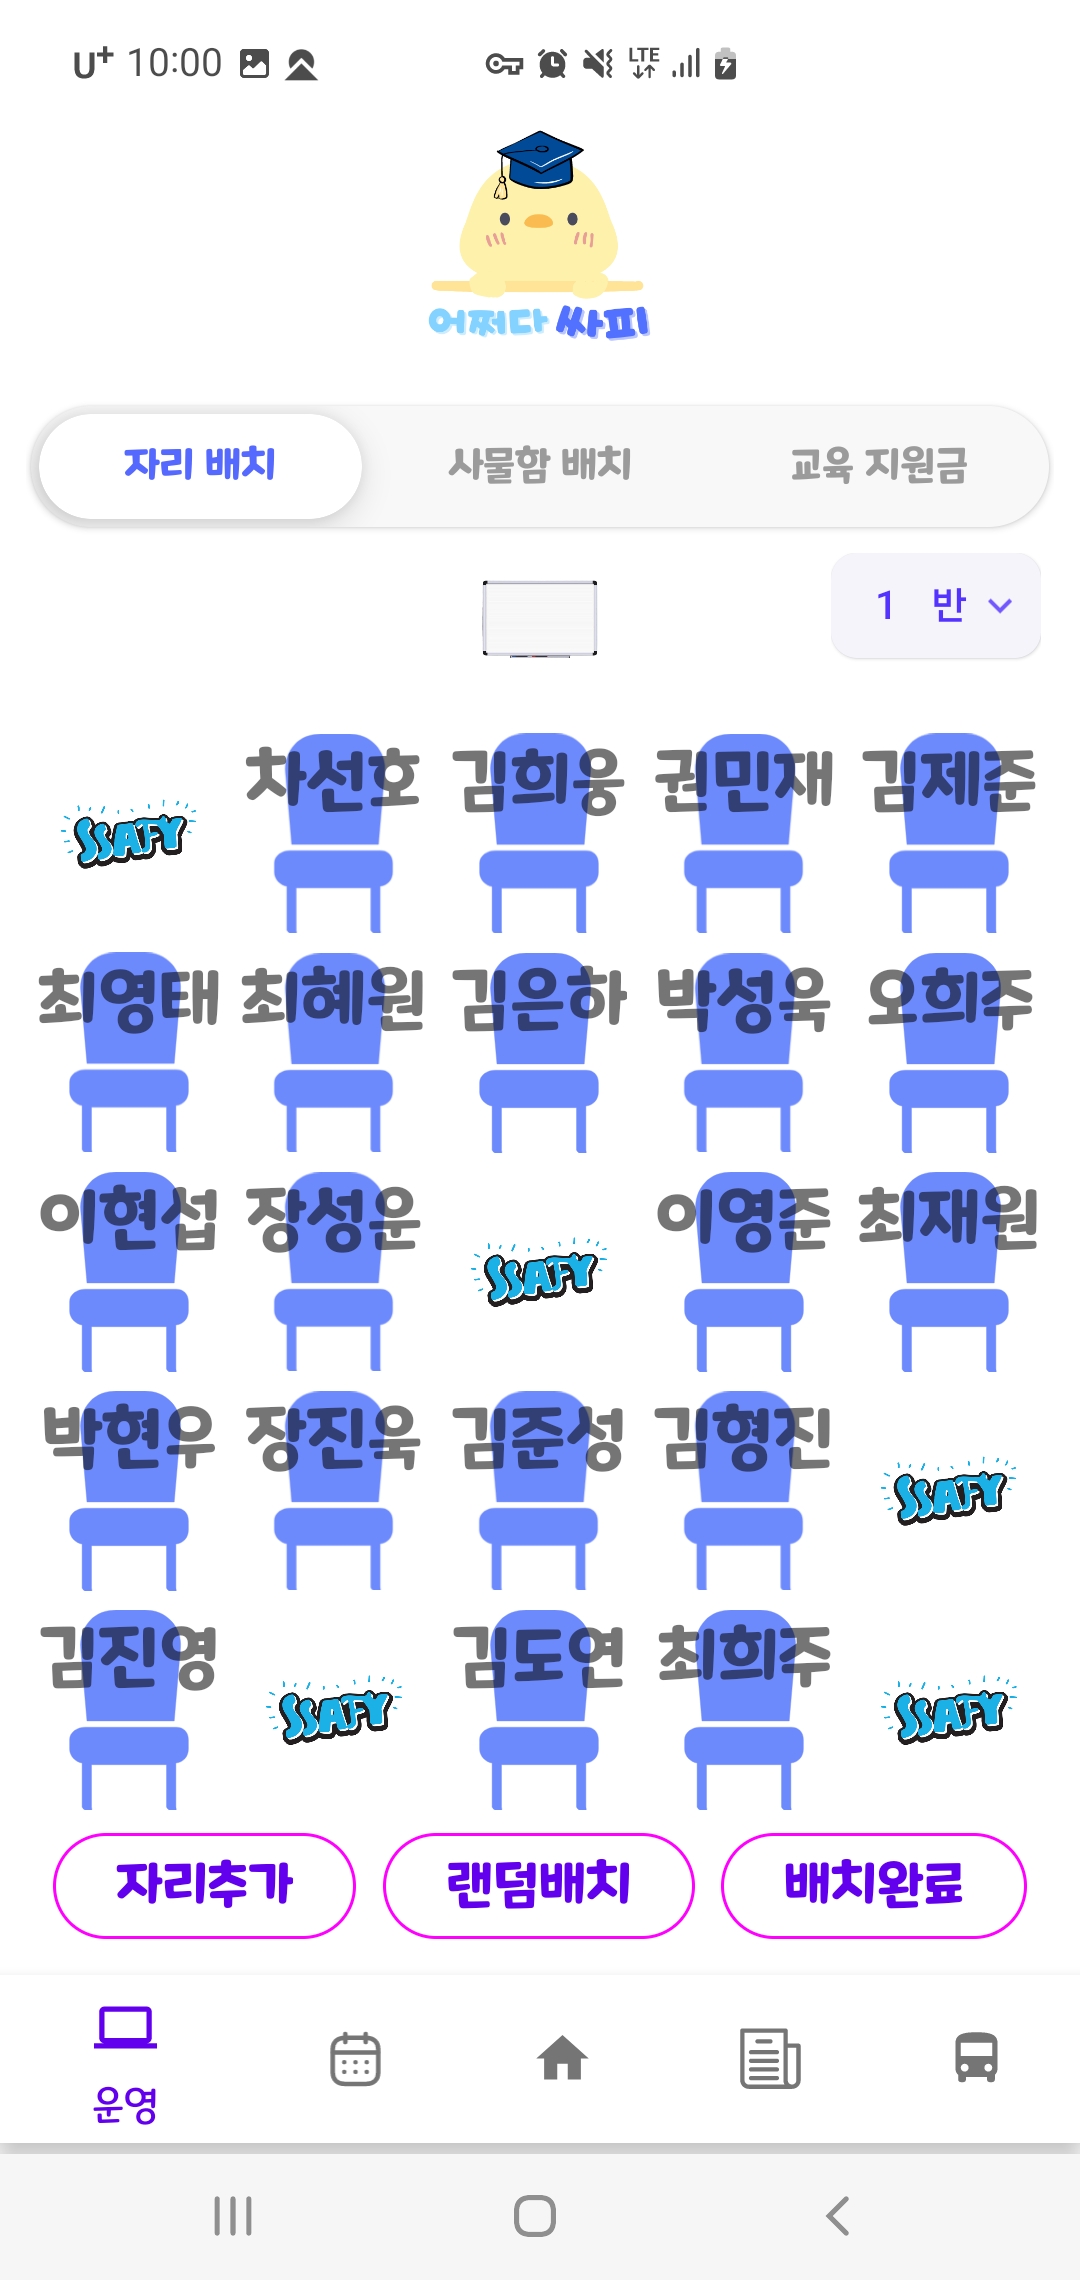 U+ 10:00 LTE
어쩌다 싸피
자리 배치 사물함 배치 교육 지원금
1 반
SSAFY 차선호 김희웅 권민재 김제준
최영태 최혜원 김은하 박성욱 오희주
이현섭 장성운 SSAFY 이영준 최재원
박현우 장진욱 김준성 김형진 SSAFY
김진영 SSAFY 김도연 최희주 SSAFY
자리추가 랜덤배치 배치완료
운영